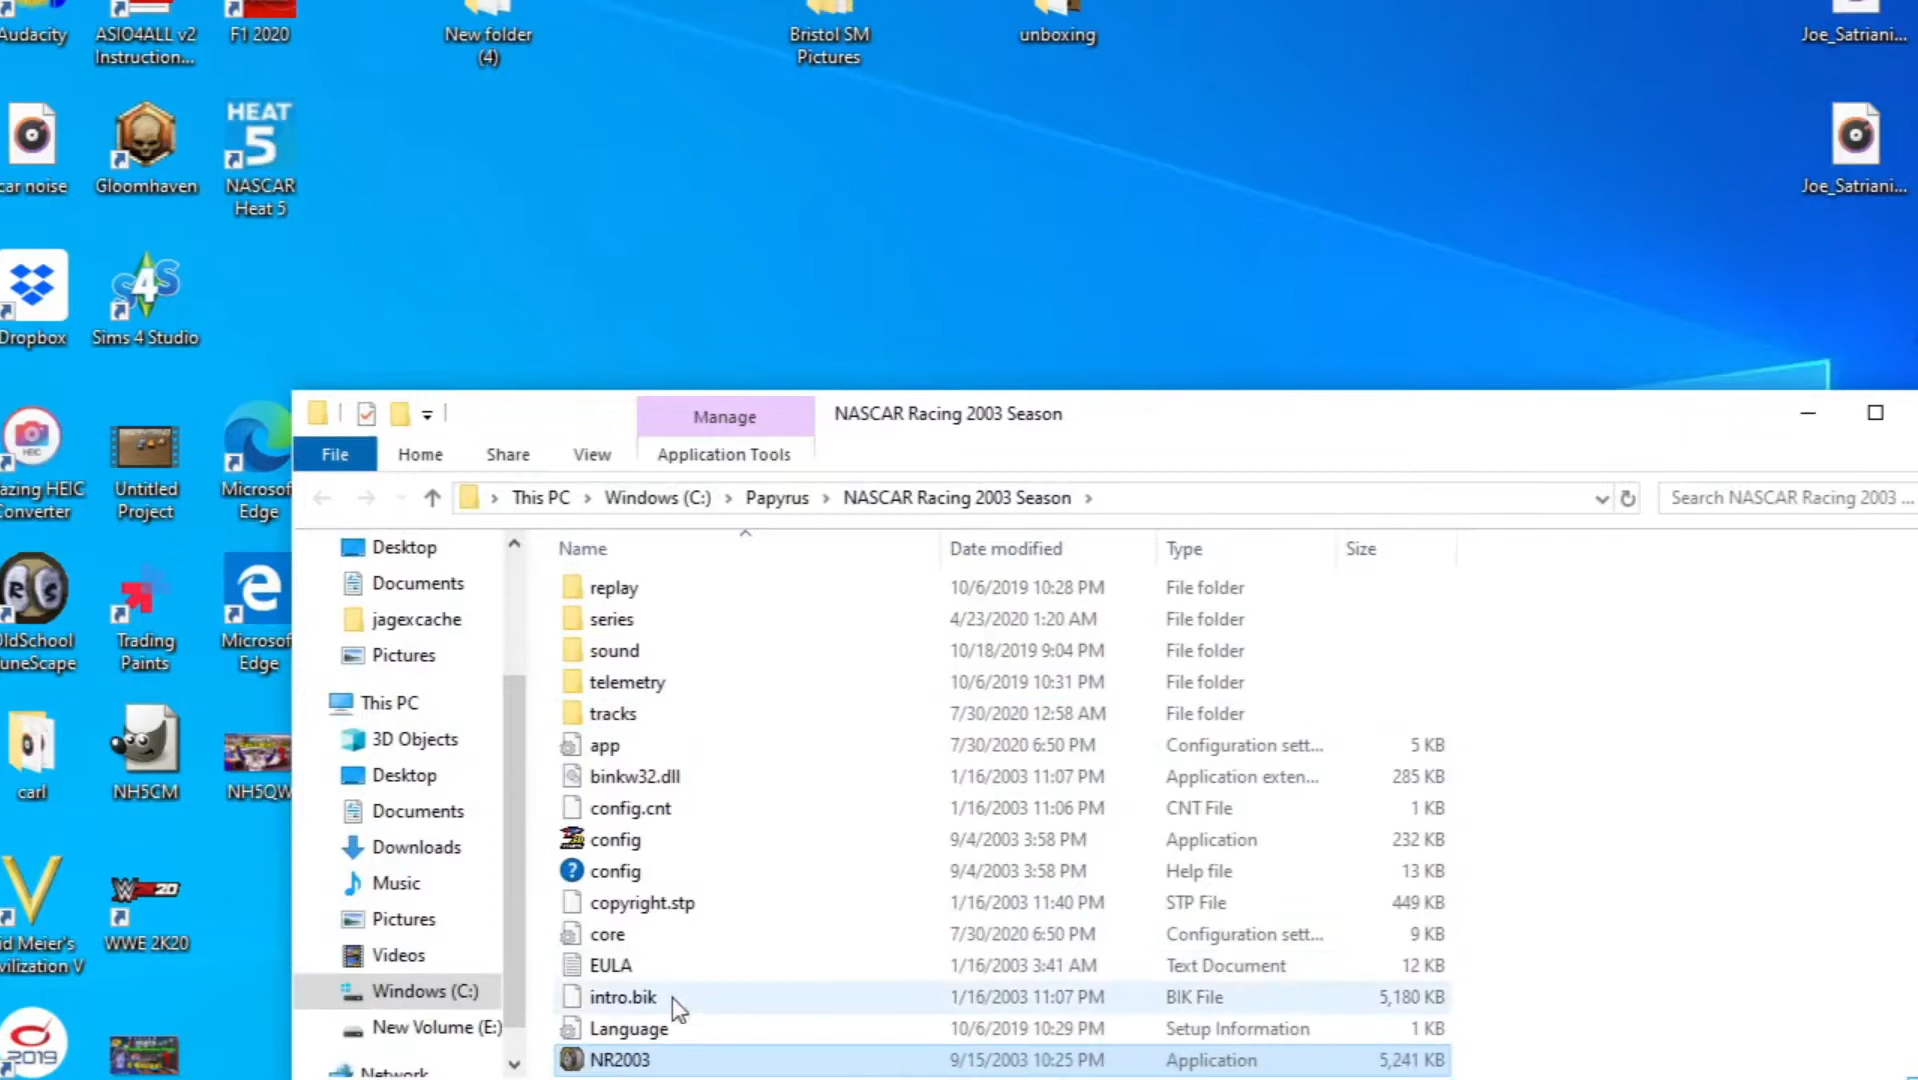 Audacity
ASIO4ALL v2
Instruction...
F1 2020
New folder
(4)
Bristol SM
Pictures
unboxing
Joe_Satriani...
car noise
Gloomhaven
HEAT
5
NASCAR
Heat 5
Joe_Satriani...
Dropbox
S4S
Sims 4 Studio
HEIC
azing HEIC
Converter
Untitled
Project
Microsof
Edge
OldSchool
RuneScape
Trading
Paints
Microsof
Edge
carl
NH5CM
NH5QW
id Meier's
vilization V
W2K20
WWE 2K20
2019
Manage
NASCAR Racing 2003 Season
File
Home
Share
View
Application Tools
This PC
Windows (C:)
Papyrus
NASCAR Racing 2003 Season
Search NASCAR Racing 2003 ...
Desktop
Documents
jagexcache
Pictures
This PC
3D Objects
Desktop
Documents
Downloads
Music
Pictures
Videos
Windows (C:)
New Volume (E:)
Network
Name Date modified Type Size
replay 10/6/2019 10:28 PM File folder
series 4/23/2020 1:20 AM File folder
sound 10/18/2019 9:04 PM File folder
telemetry 10/6/2019 10:31 PM File folder
tracks 7/30/2020 12:58 AM File folder
app 7/30/2020 6:50 PM Configuration sett... 5 KB
binkw32.dll 1/16/2003 11:07 PM Application exten... 285 KB
config.cnt 1/16/2003 11:06 PM CNT File 1 KB
config 9/4/2003 3:58 PM Application 232 KB
config 9/4/2003 3:58 PM Help file 13 KB
copyright.stp 1/16/2003 11:40 PM STP File 449 KB
core 7/30/2020 6:50 PM Configuration sett... 9 KB
EULA 1/16/2003 3:41 AM Text Document 12 KB
intro.bik 1/16/2003 11:07 PM BIK File 5,180 KB
Language 10/6/2019 10:29 PM Setup Information 1 KB
NR2003 9/15/2003 10:25 PM Application 5,241 KB